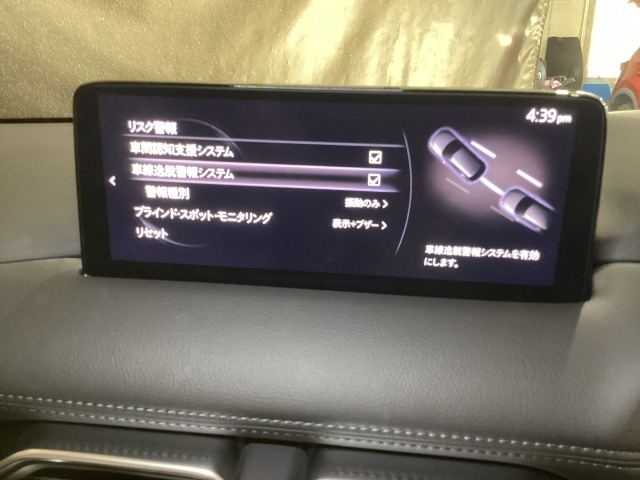 4:39 pm
リスク警報
車間認知支援システム
車線逸脱警報システム
警報種別 振動のみ
ブラインド・スポット・モニタリング 表示+ブザー
リセット
車線逸脱警報システムを有効
にします。